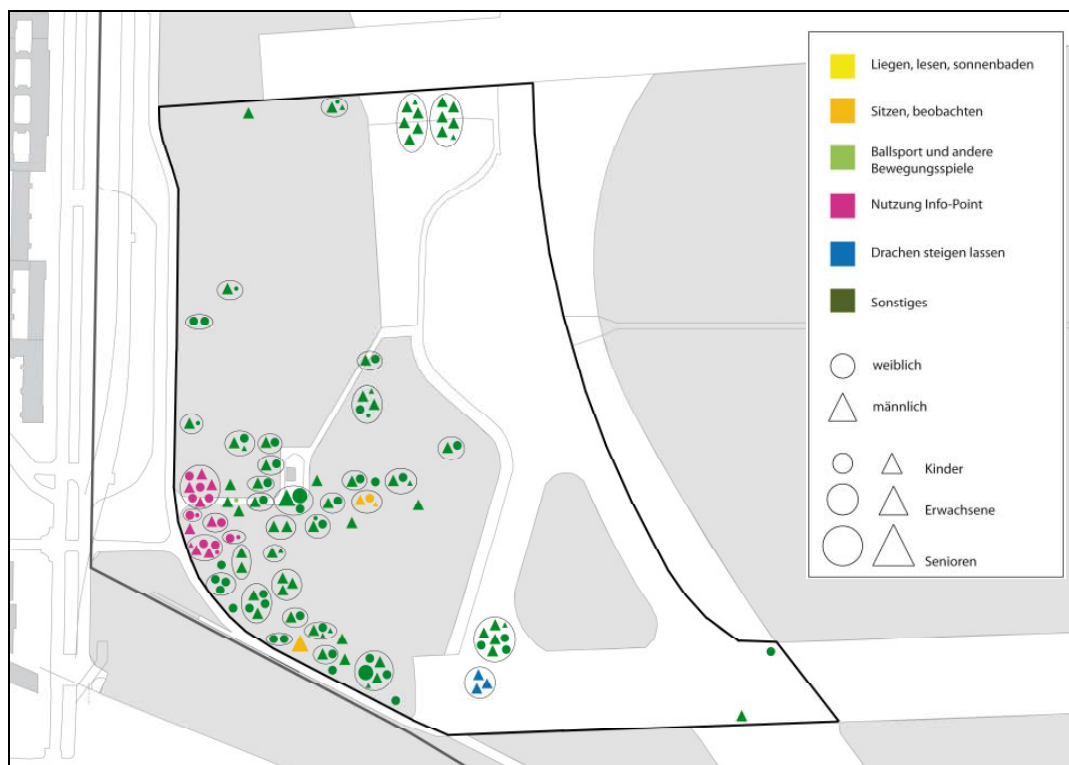 Liegen, lesen, sonnenbaden
Sitzen, beobachten
Ballsport und andere
Bewegungsspiele
Nutzung Info-Point
Drachen steigen lassen
Sonstiges
weiblich
männlich
Kinder
Erwachsene
Senioren